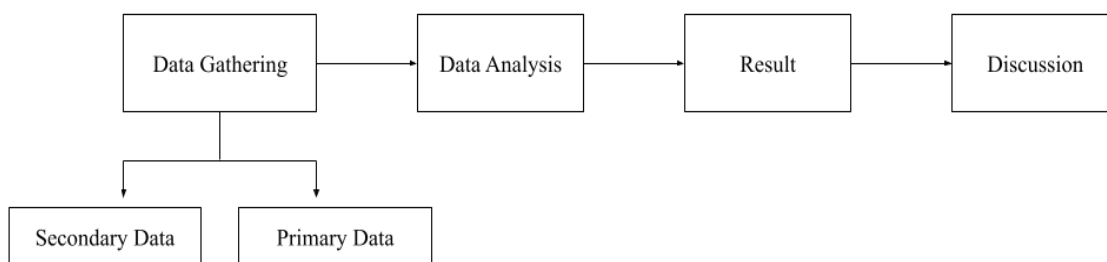 Data Gathering
Data Analysis
Result
Discussion
Secondary Data
Primary Data